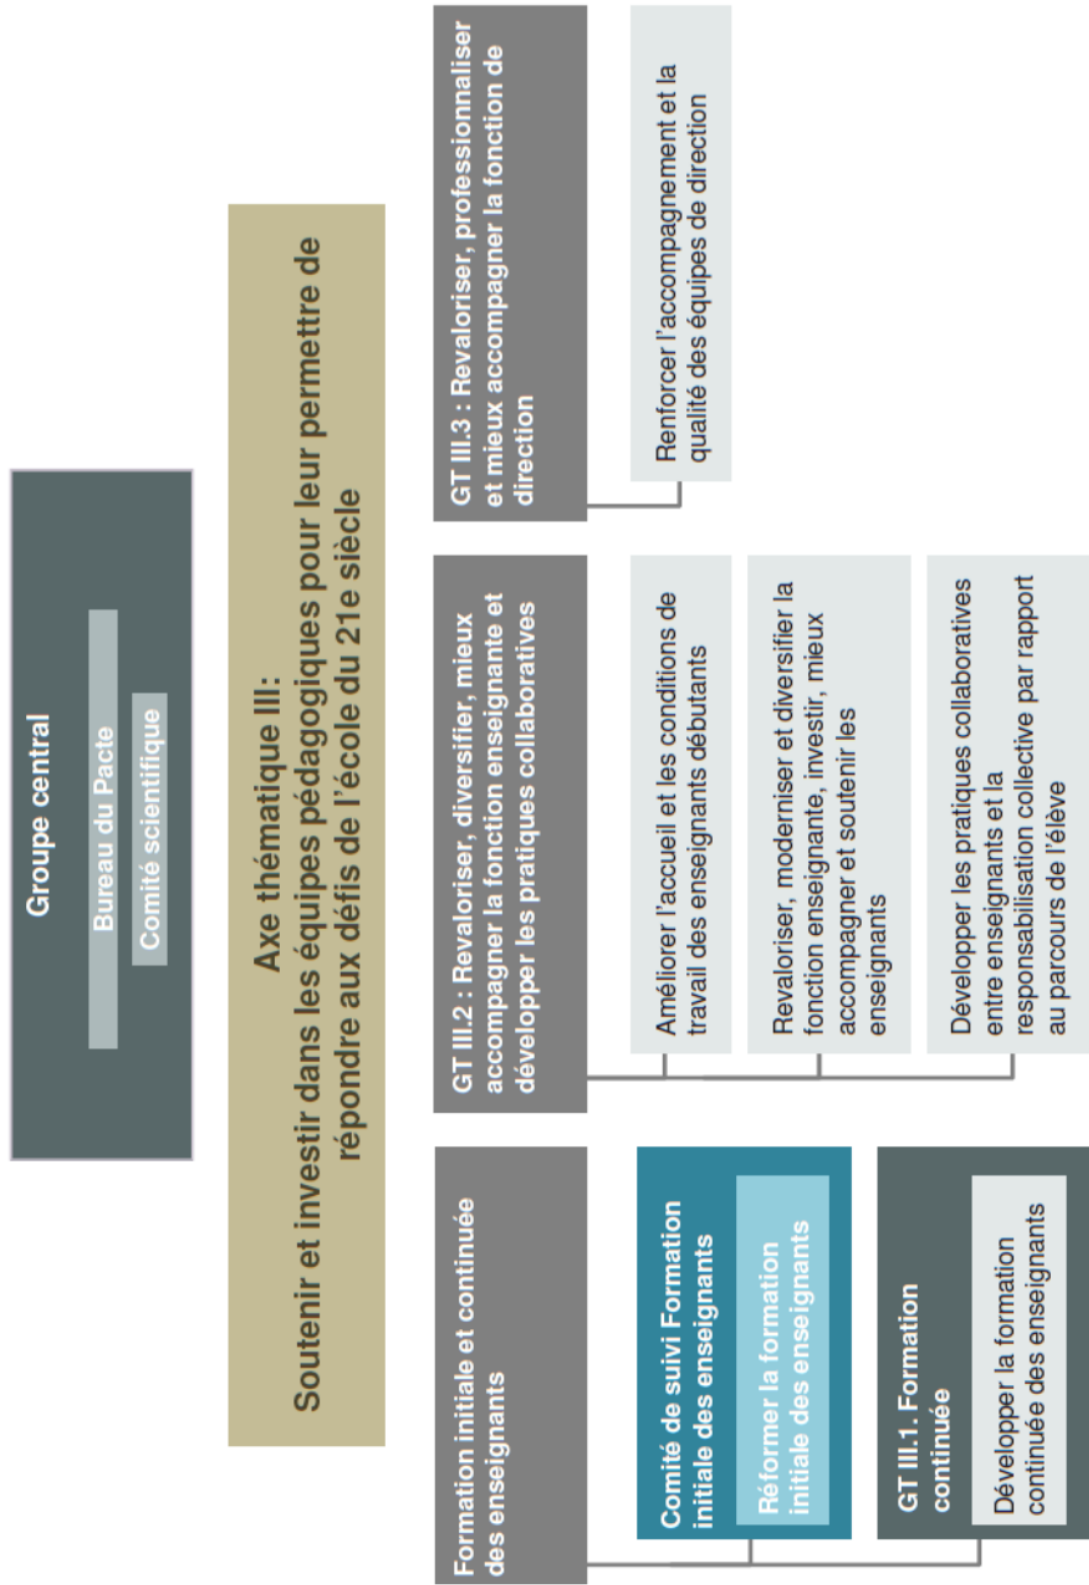 Groupe central
Bureau du Pacte
Comité scientifique
Axe thématique III:
Soutenir et investir dans les équipes pédagogiques pour leur permettre de
répondre aux défis de l'école du 21e siècle
Formation initiale et continuée
des enseignants
Comité de suivi Formation
initiale des enseignants
Réformer la formation
initiale des enseignants
GT III.1. Formation
continuée
Développer la formation
continuée des enseignants
GT III.2 : Revaloriser, diversifier, mieux
accompagner la fonction enseignante et
développer les pratiques collaboratives
Améliorer l'accueil et les conditions de
travail des enseignants débutants
Revaloriser, moderniser et diversifier la
fonction enseignante, investir, mieux
accompagner et soutenir les
enseignants
Développer les pratiques collaboratives
entre enseignants et la
responsabilisation collective par rapport
au parcours de l'élève
GT III.3 : Revaloriser, professionnaliser
et mieux accompagner la fonction de
direction
Renforcer l'accompagnement et la
qualité des équipes de direction